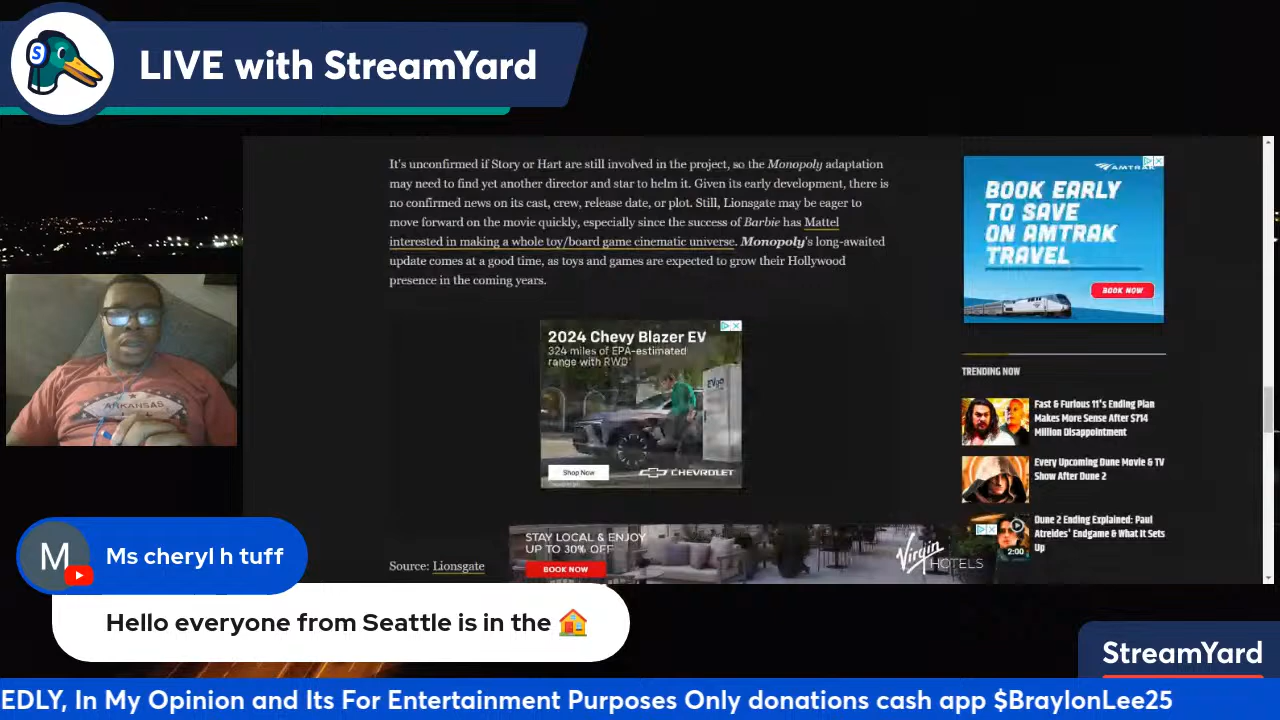 LIVE with StreamYard
It's unconfirmed if Story or Hart are still involved in the project, so the Monopoly adaptation
may need to find yet another director and star to helm it. Given its early development, there is
no confirmed news on its cast, crew, release date, or plot. Still, Lionsgate may be eager to
move forward on the movie quickly, especially since the success of Barbie has Mattel
interested in making a whole toy/board game cinematic universe. Monopoly's long-awaited
update comes at a good time, as toys and games are expected to grow their Hollywood
presence in the coming years.
AMTRAK
BOOK EARLY
TO SAVE
ON AMTRAK
TRAVEL
BOOK NOW
2024 Chevy Blazer EV
324 miles of EPA-estimated
range with RWD
EVgo
Shop Now
CHEVROLET
TRENDING NOW
Fast & Furious 11's Ending Plan
Makes More Sense After $714
Million Disappointment
Every Upcoming Dune Movie & TV
Show After Dune 2
Dune 2 Ending Explained: Paul
Atreides' Endgame & What It Sets
Up
2:00
ARKANSAS
STAY LOCAL & ENJOY
UP TO 30% OFF
BOOK NOW
Virgin
HOTELS
Source: Lionsgate
M
Ms cheryl h tuff
Hello everyone from Seattle is in the 🏠
StreamYard
EDLY, In My Opinion and Its For Entertainment Purposes Only donations cash app $BraylonLee25